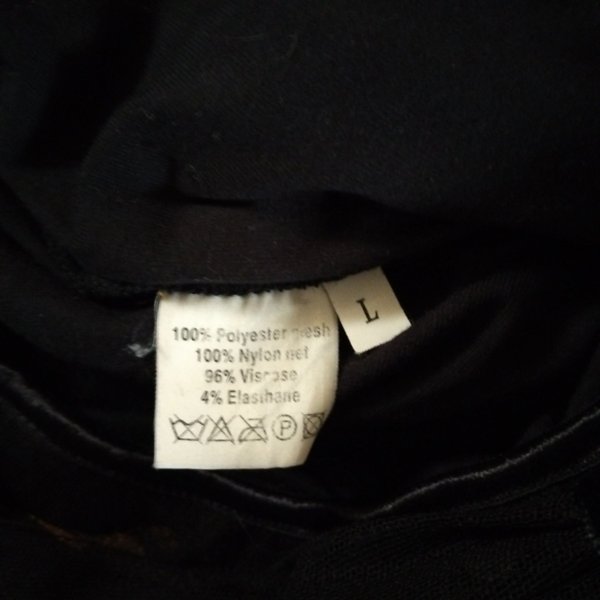 100% Polyester mesh
100% Nylon net
96% Viscose
4% Elasthane
P
L